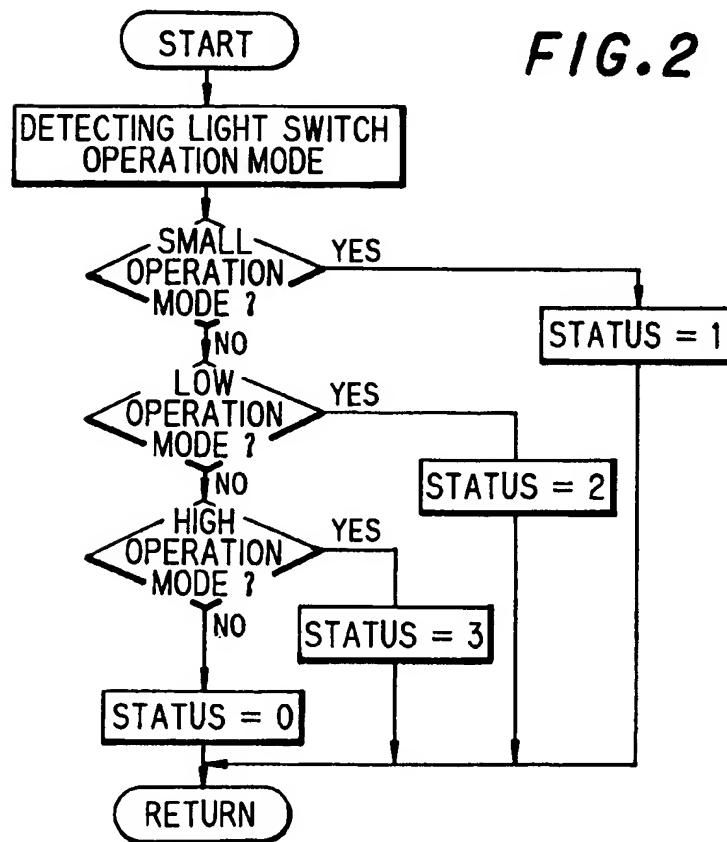 START
FIG.2
DETECTING LIGHT SWITCH
OPERATION MODE
SMALL
OPERATION
MODE ?
YES
STATUS = 1
NO
LOW
OPERATION
MODE ?
YES
STATUS = 2
NO
HIGH
OPERATION
MODE ?
YES
STATUS = 3
NO
STATUS = 0
RETURN